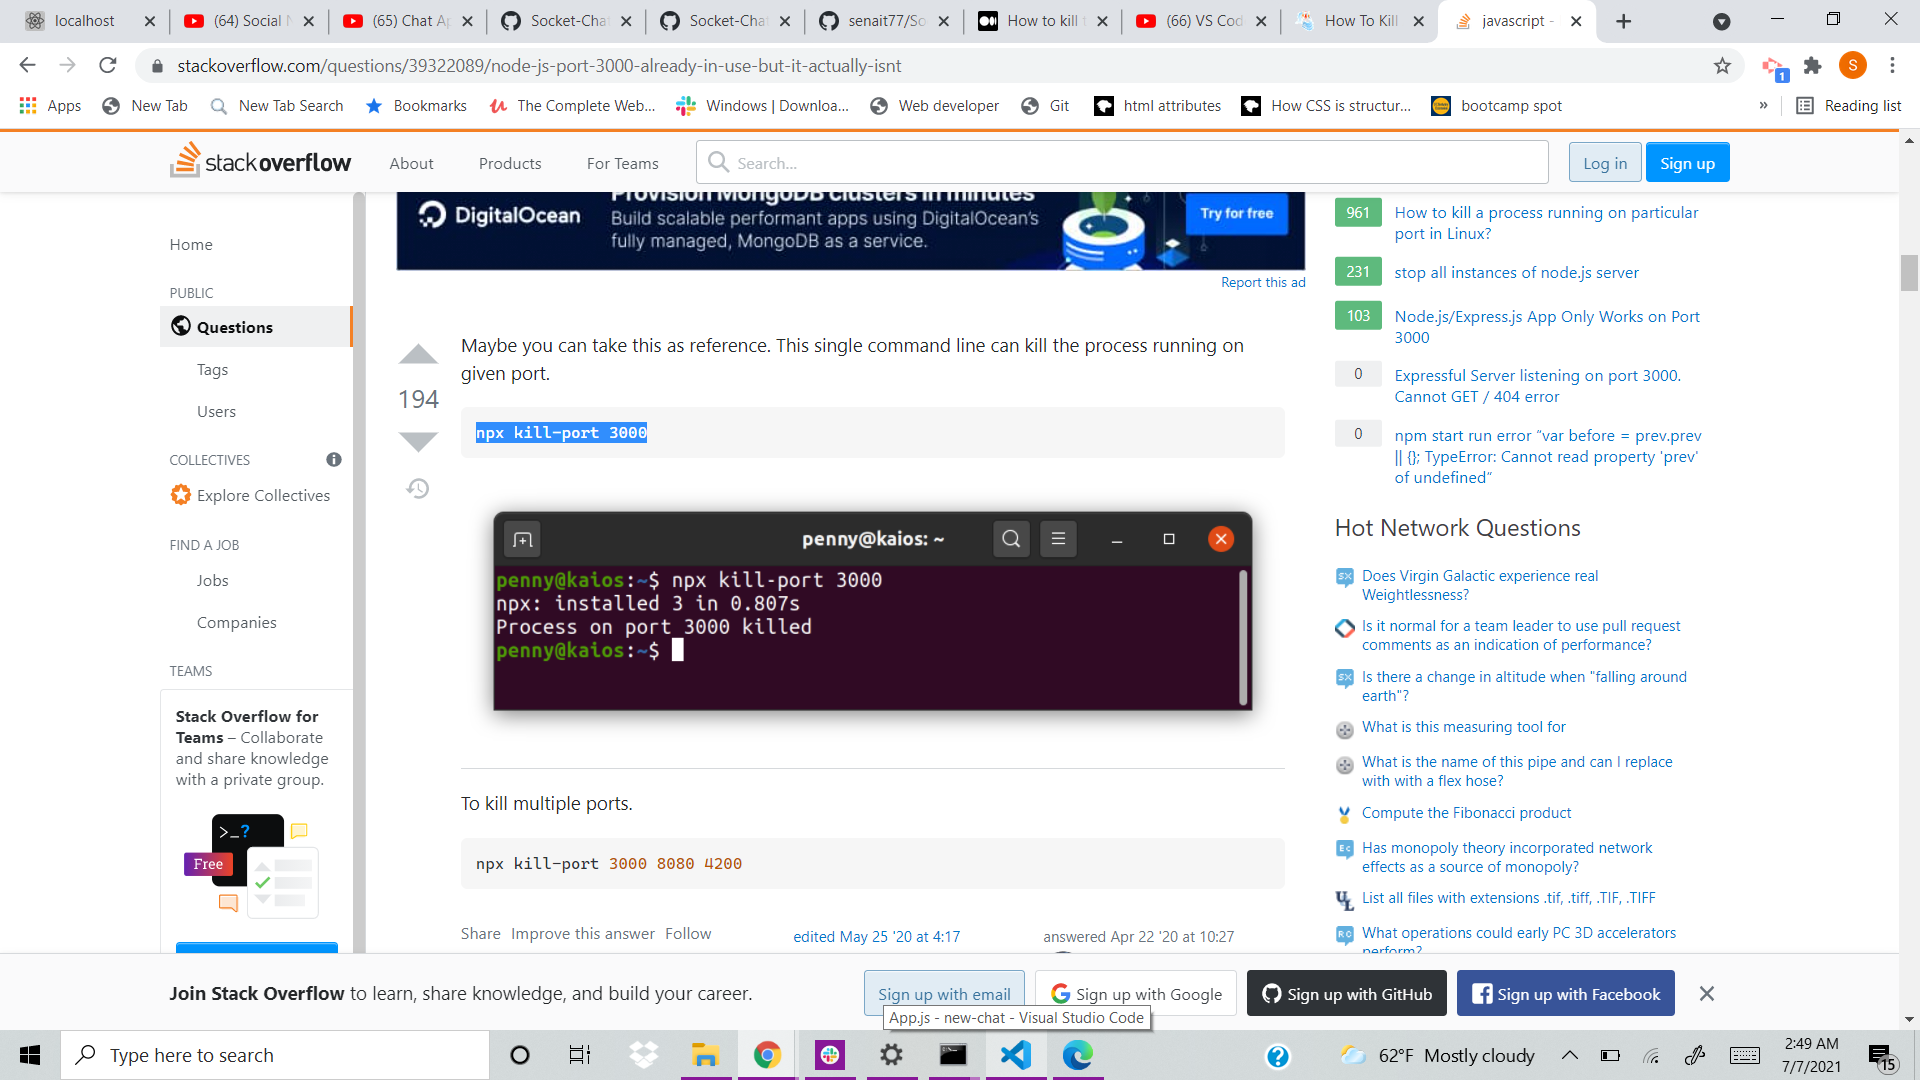 localhost
(64) Social N
(65) Chat Ap
Socket-Cha
Socket-Cha
senait77/So
How to kill t
(66) VS Cod
How To Kill
javascript -
stackoverflow.com/questions/39322089/node-js-port-3000-already-in-use-but-it-actually-isnt
1
S
Apps
New Tab
New Tab Search
Bookmarks
The Complete Web...
Windows | Downloa...
Web developer
Git
html attributes
How CSS is structur...
bootcamp spot
»
Reading list
stack overflow
About
Products
For Teams
Search...
Log in
Sign up
Home
PUBLIC
Questions
Tags
Users
COLLECTIVES
Explore Collectives
FIND A JOB
Jobs
Companies
TEAMS
Stack Overflow for
Teams – Collaborate
and share knowledge
with a private group.
>_?
Free
DigitalOcean
Provision MongoDB clusters in minutes
Build scalable performant apps using DigitalOcean's
fully managed, MongoDB as a service.
Try for free
Report this ad
194
Maybe you can take this as reference. This single command line can kill the process running on
given port.
npx kill-port 3000
penny@kaios: ~
penny@kaios:~$ npx kill-port 3000
npx: installed 3 in 0.807s
Process on port 3000 killed
penny@kaios:~$
To kill multiple ports.
npx kill-port 3000 8080 4200
Share Improve this answer Follow
edited May 25 '20 at 4:17
answered Apr 22 '20 at 10:27
961
How to kill a process running on particular
port in Linux?
231
stop all instances of node.js server
103
Node.js/Express.js App Only Works on Port
3000
0
Expressful Server listening on port 3000.
Cannot GET / 404 error
0
npm start run error “var before = prev.prev
|| {}; TypeError: Cannot read property 'prev'
of undefined“
Hot Network Questions
Does Virgin Galactic experience real
Weightlessness?
Is it normal for a team leader to use pull request
comments as an indication of performance?
Is there a change in altitude when "falling around
earth"?
What is this measuring tool for
What is the name of this pipe and can I replace
with with a flex hose?
Compute the Fibonacci product
Has monopoly theory incorporated network
effects as a source of monopoly?
List all files with extensions .tif, .tiff, .TIF, .TIFF
What operations could early PC 3D accelerators
perform?
Join Stack Overflow to learn, share knowledge, and build your career.
Sign up with email
Sign up with Google
Sign up with GitHub
Sign up with Facebook
App.js - new-chat - Visual Studio Code
Type here to search
62°F Mostly cloudy
2:49 AM
7/7/2021
15